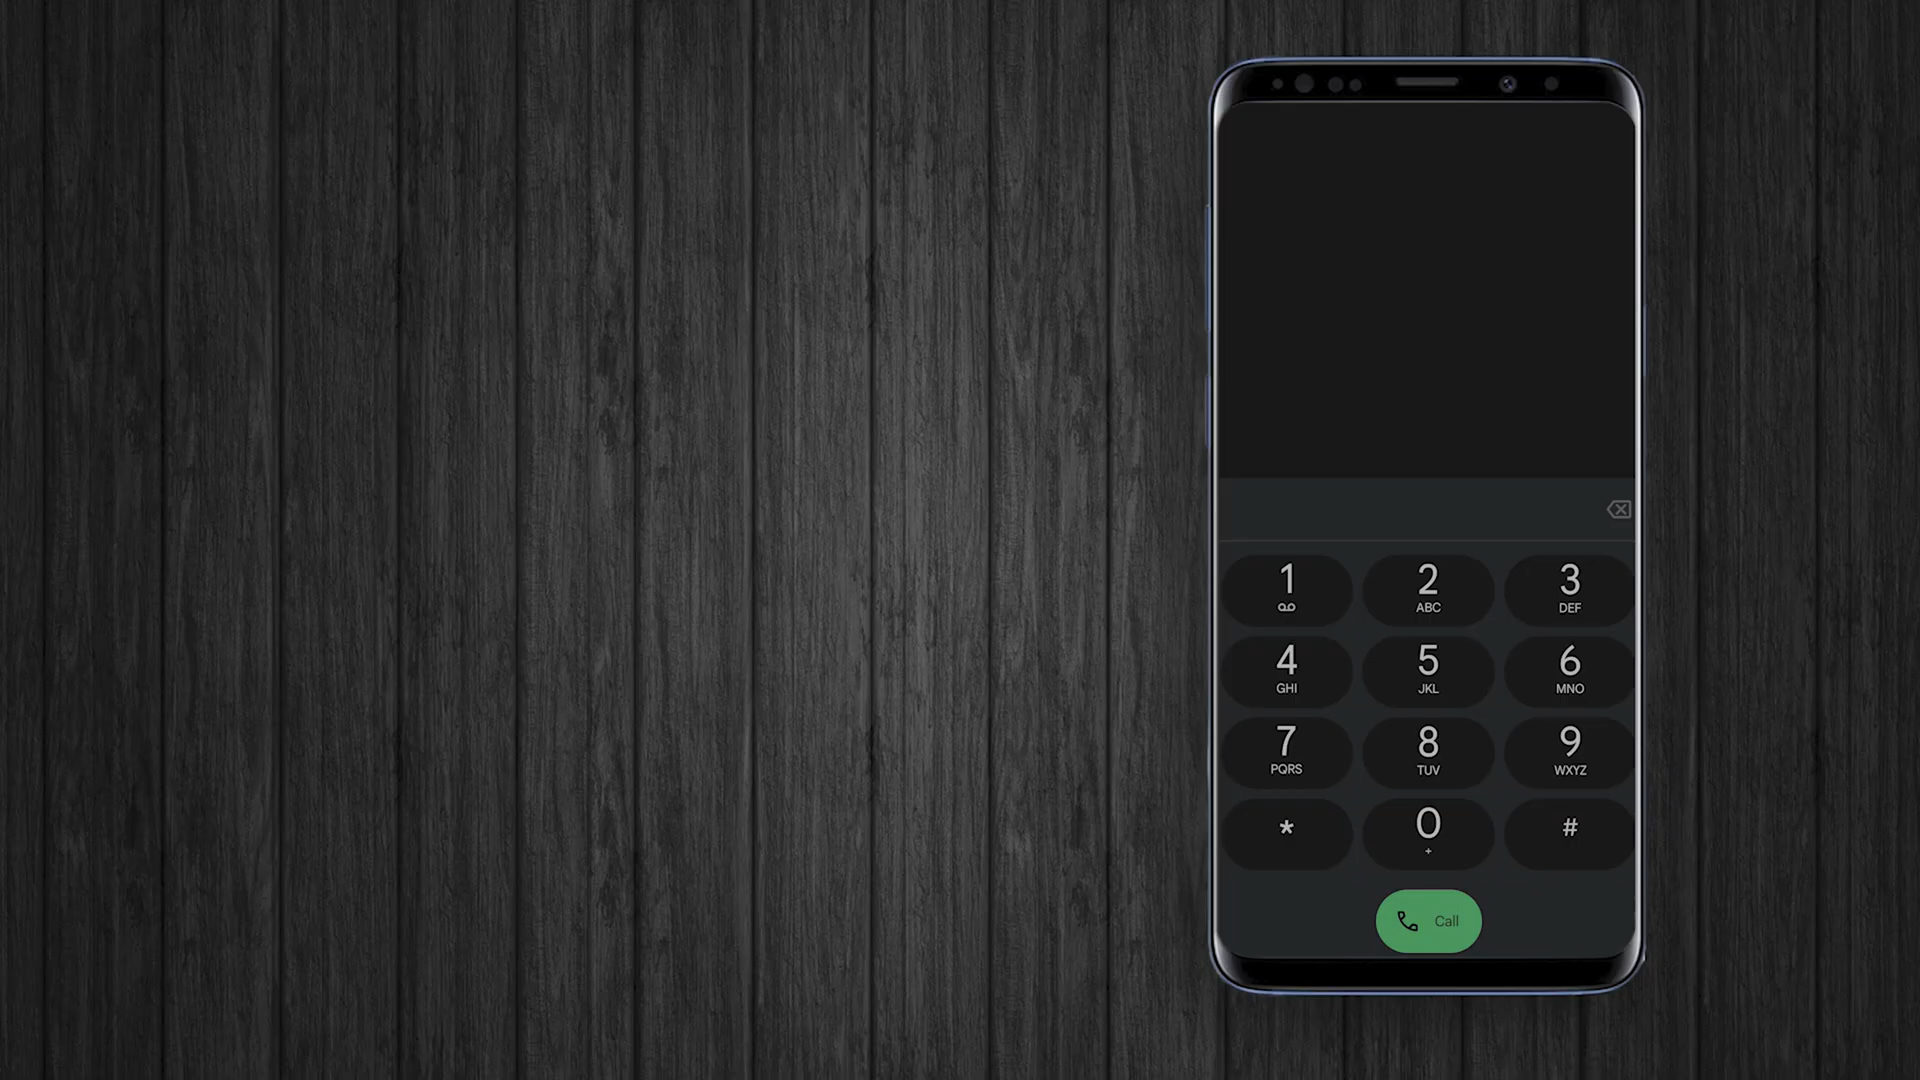 1 2 3
ABC DEF
4 5 6
GHI JKL MNO
7 8 9
PQRS TUV WXYZ
* 0 #
+
Call